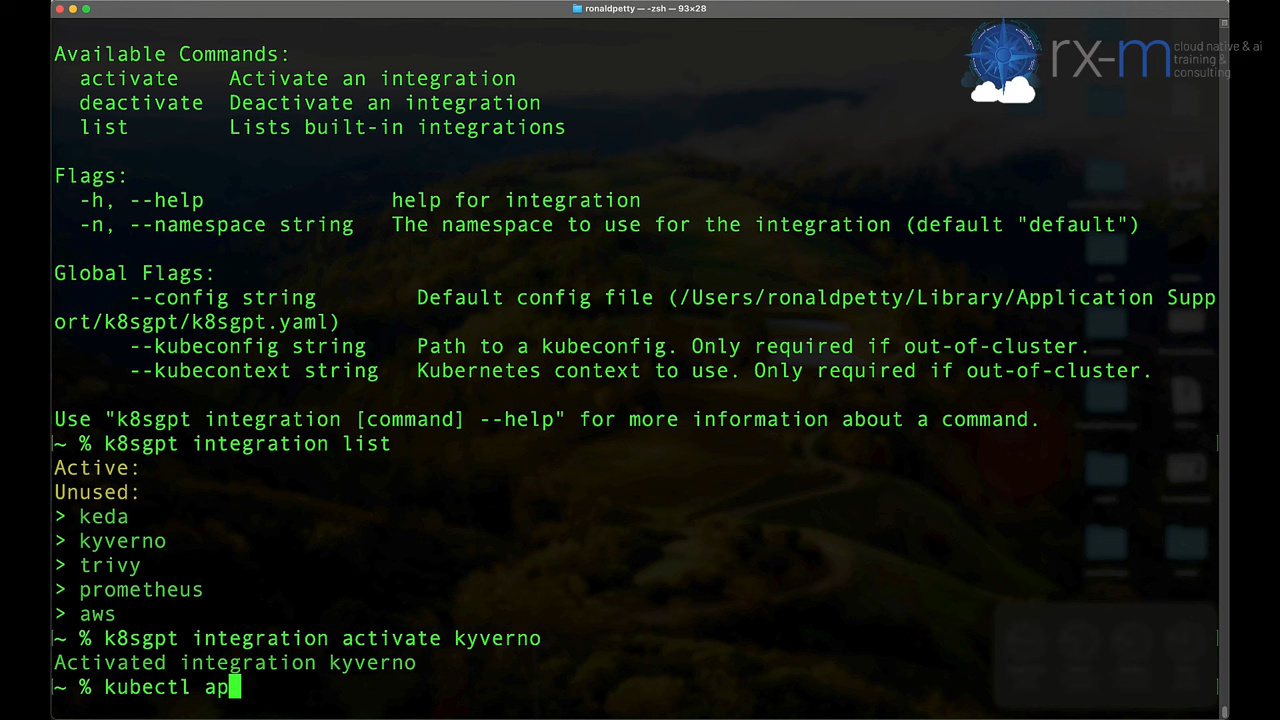 ronaldpetty — -zsh — 93×28
rx-m
cloud native & ai
training &
consulting
Available Commands:
  activate    Activate an integration
  deactivate  Deactivate an integration
  list        Lists built-in integrations
Flags:
  -h, --help               help for integration
  -n, --namespace string   The namespace to use for the integration (default "default")
Global Flags:
      --config string        Default config file (/Users/ronaldpetty/Library/Application Supp
ort/k8sgpt/k8sgpt.yaml)
      --kubeconfig string    Path to a kubeconfig. Only required if out-of-cluster.
      --kubecontext string   Kubernetes context to use. Only required if out-of-cluster.
Use "k8sgpt integration [command] --help" for more information about a command.
~ % k8sgpt integration list
Active:
Unused:
> keda
> kyverno
> trivy
> prometheus
> aws
~ % k8sgpt integration activate kyverno
Activated integration kyverno
~ % kubectl ap